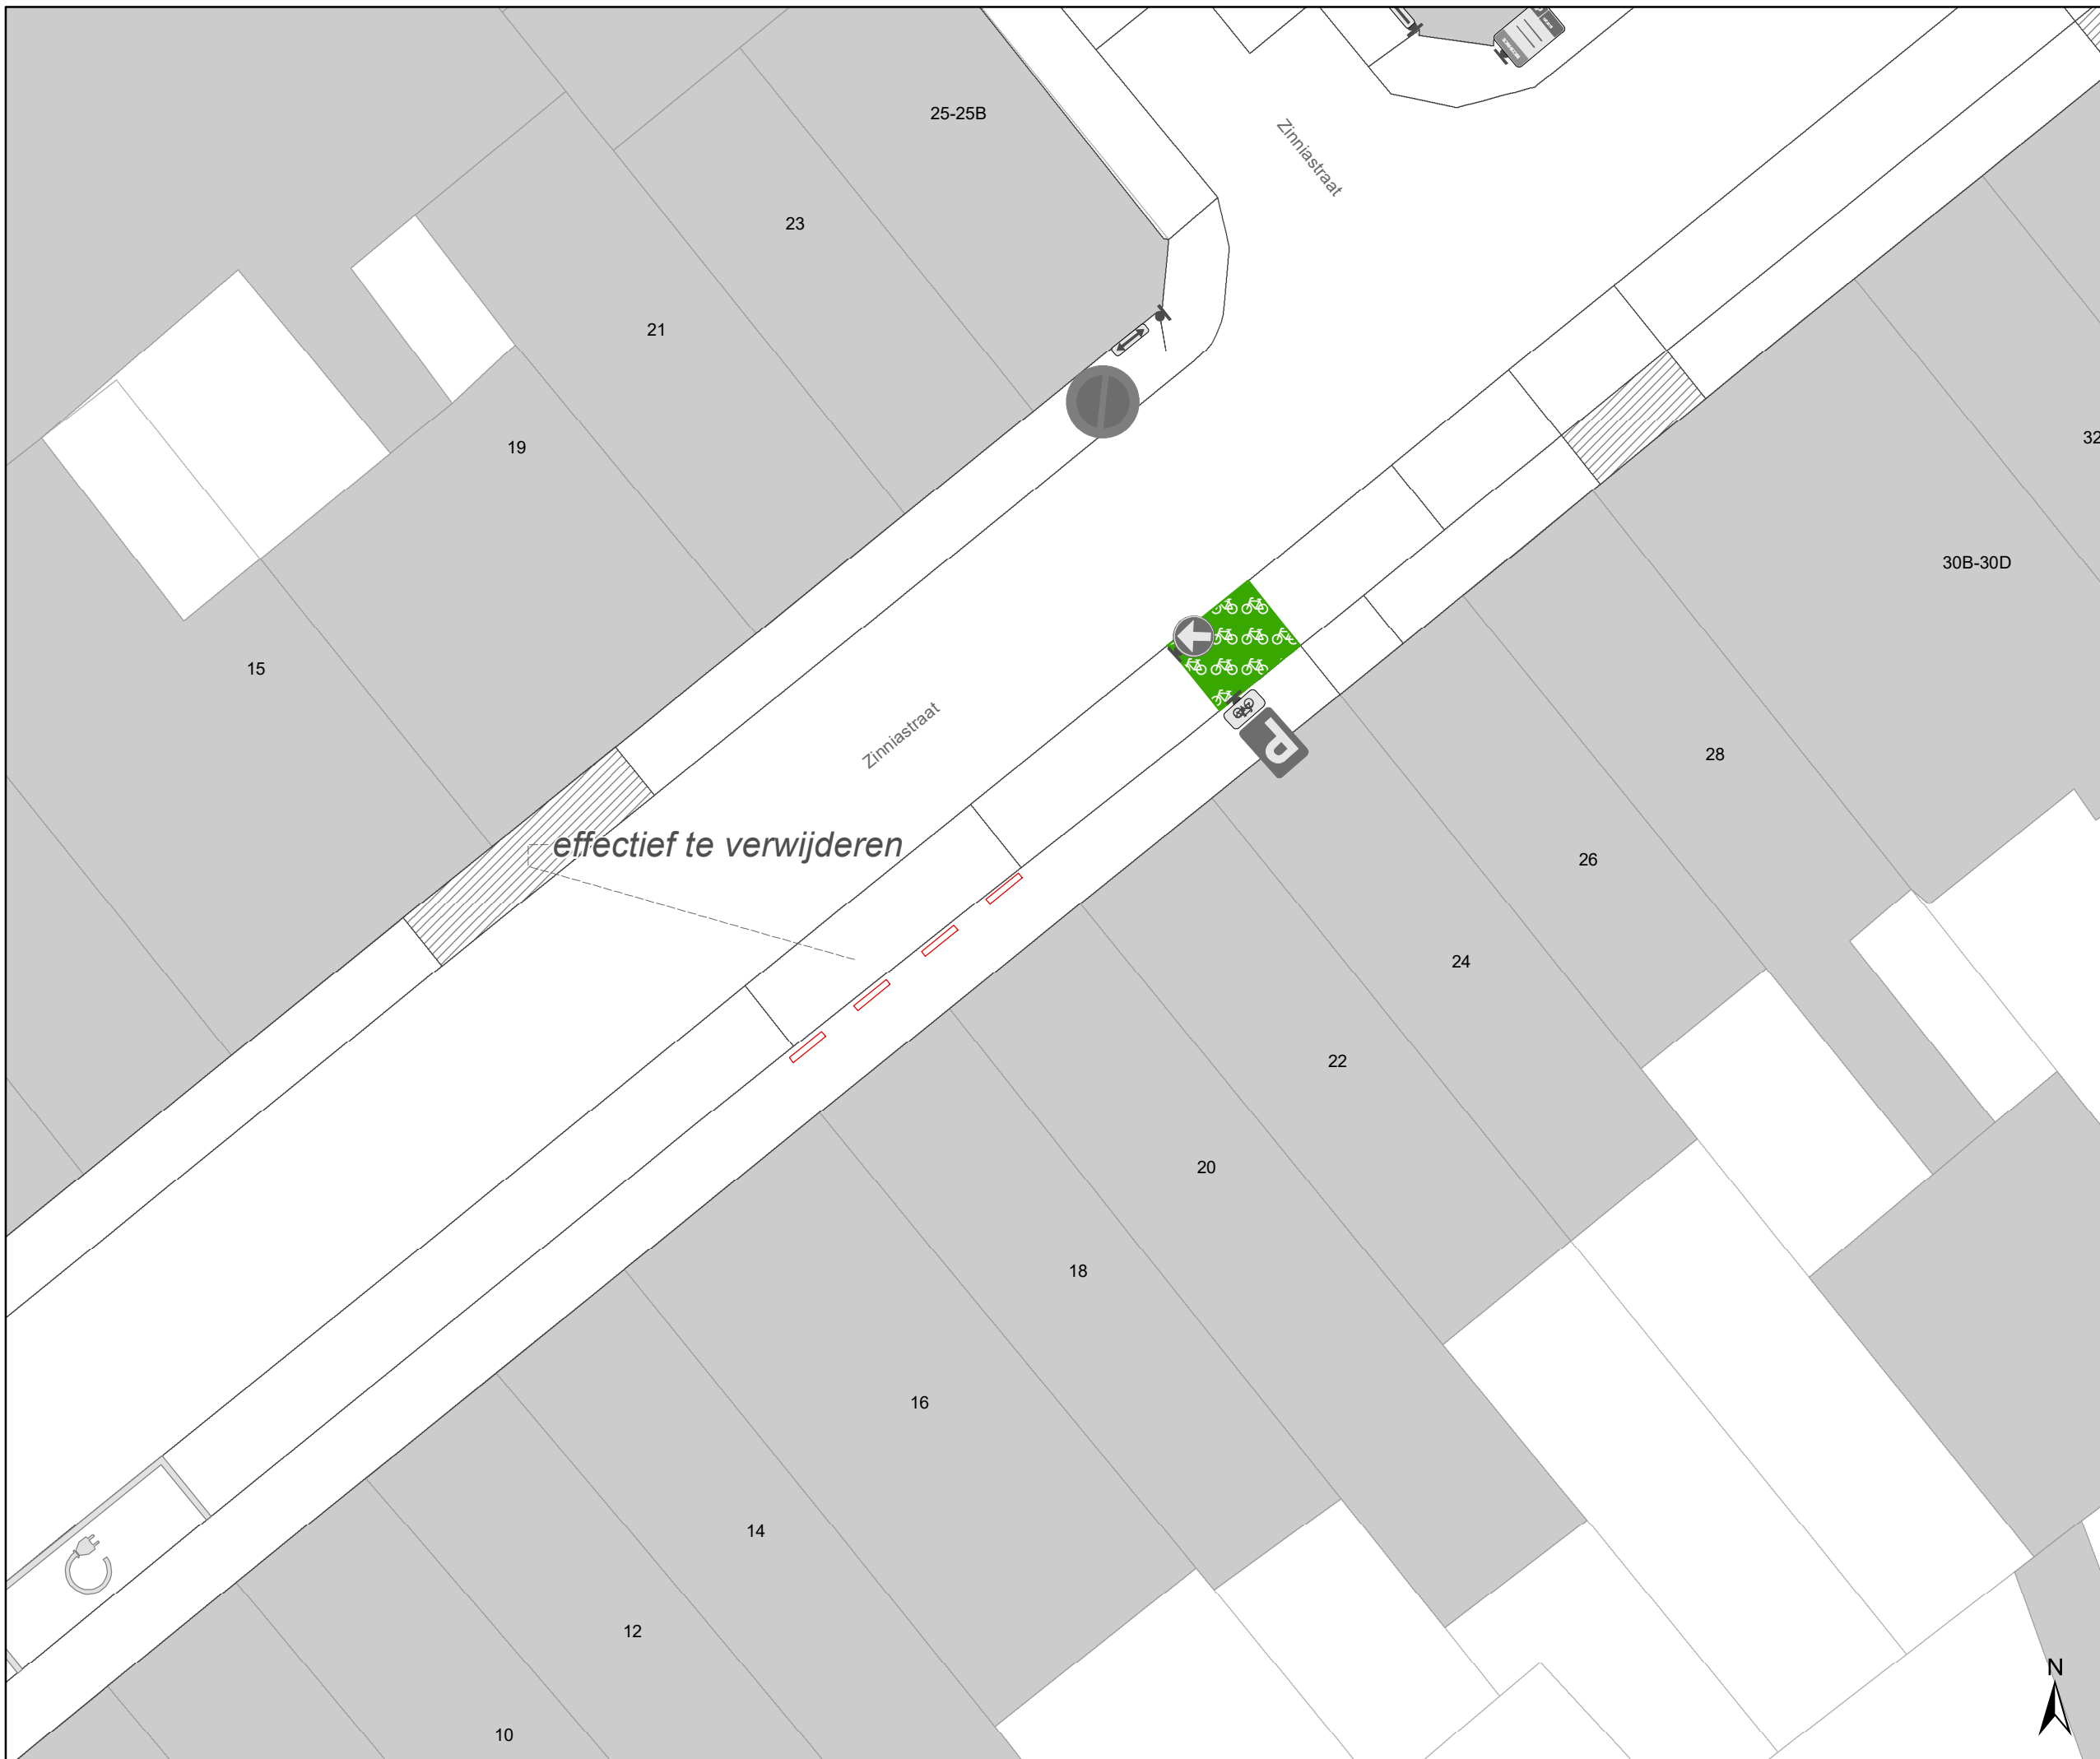 25-25B
Zinniastraat
23
21
32
19
30B-30D
15
P
Zinniastraat
28
effectief te verwijderen
26
24
22
20
18
16
14
12
N
10